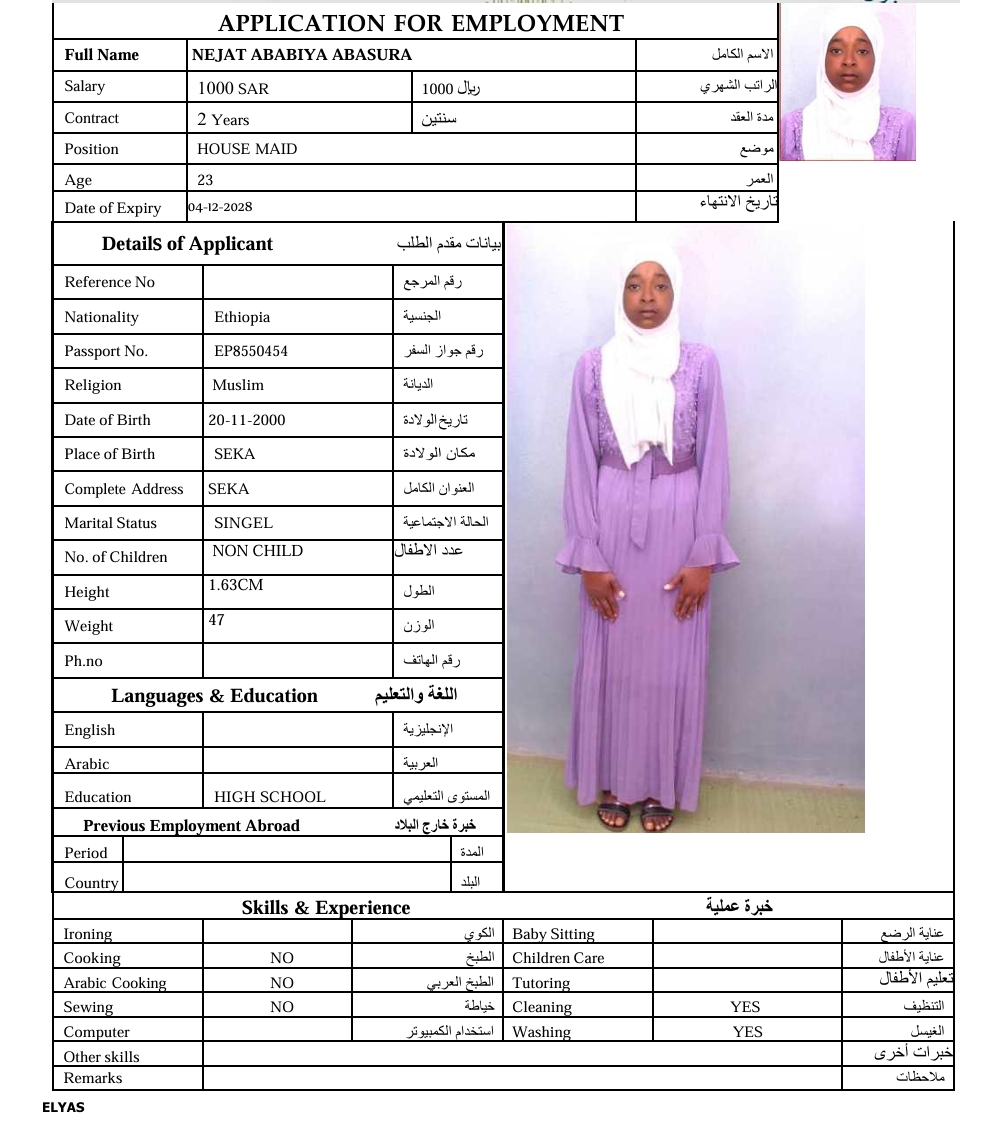 APPLICATION FOR EMPLOYMENT
Full Name NEJAT ABABIYA ABASURA الاسم الكامل
Salary 1000 SAR 1000 ريال الراتب الشهري
Contract 2 Years سنتين مدة العقد
Position HOUSE MAID موضع
Age 23 العمر
Date of Expiry 04-12-2028 تاريخ الانتهاء
Details of Applicant بيانات مقدم الطلب
Reference No رقم المرجع
Nationality Ethiopia الجنسية
Passport No. EP8550454 رقم جواز السفر
Religion Muslim الديانة
Date of Birth 20-11-2000 تاريخ الولادة
Place of Birth SEKA مكان الولادة
Complete Address SEKA العنوان الكامل
Marital Status SINGEL الحالة الاجتماعية
No. of Children NON CHILD عدد الاطفال
Height 1.63CM الطول
Weight 47 الوزن
Ph.no رقم الهاتف
Languages & Education اللغة والتعليم
English الإنجليزية
Arabic العربية
Education HIGH SCHOOL المستوى التعليمي
Previous Employment Abroad خبرة خارج البلاد
Period المدة
Country البلد
Skills & Experience خبرة عملية
Ironing الكوي Baby Sitting عناية الرضع
Cooking NO الطبخ Children Care عناية الأطفال
Arabic Cooking NO الطبخ العربي Tutoring تعليم الأطفال
Sewing NO خياطة Cleaning YES التنظيف
Computer استخدام الكمبيوتر Washing YES الغيسل
Other skills خبرات أخرى
Remarks ملاحظات
ELYAS